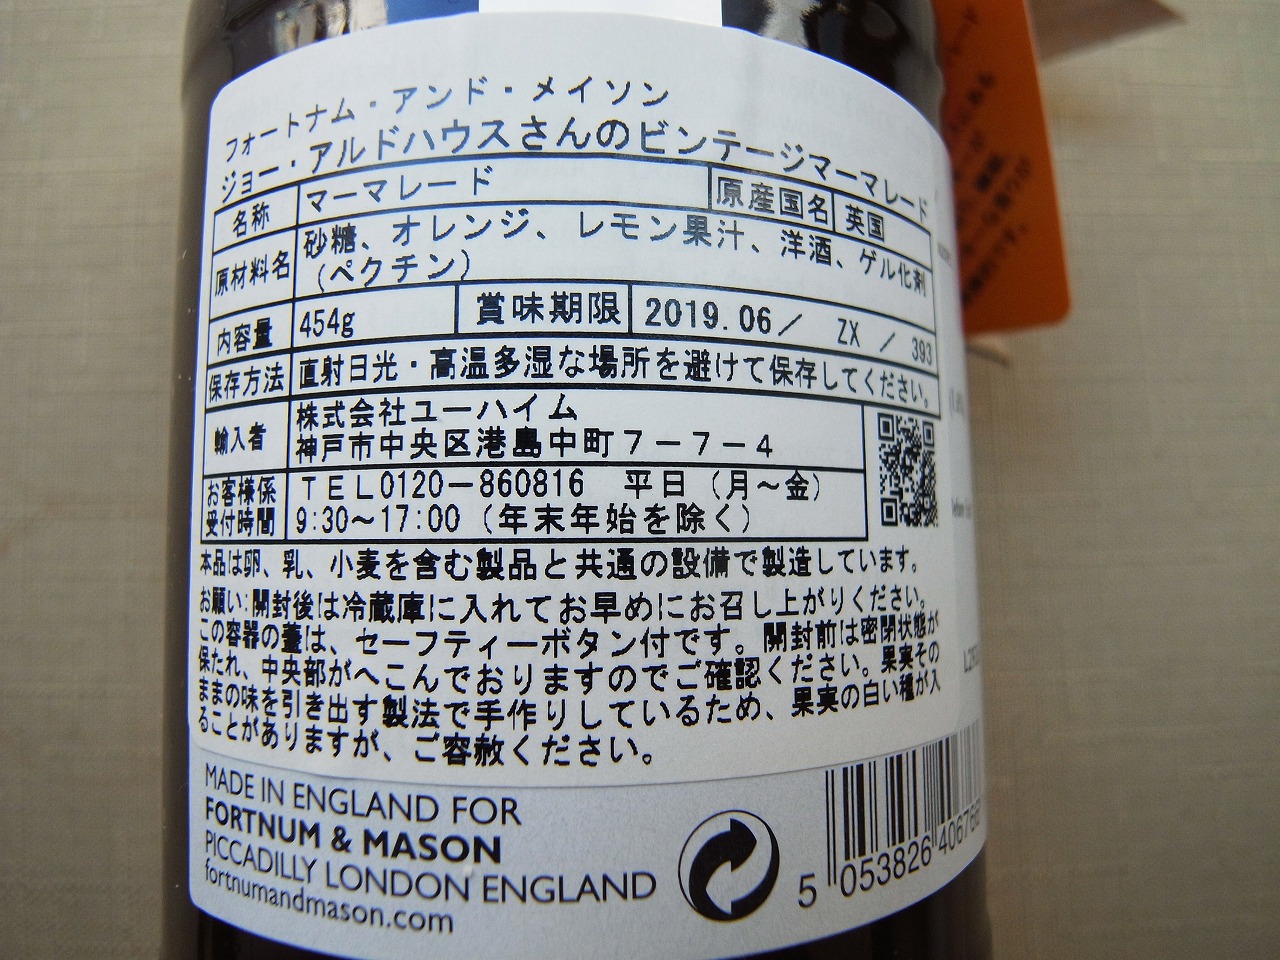 フォートナム・アンド・メイソン
ジョー・アルドハウスさんのビンテージマーマレード
名称 マーマレード 原産国名 英国
原材料名 砂糖、オレンジ、レモン果汁、洋酒、ゲル化剤
（ペクチン）
内容量 454g 賞味期限 2019.06／ ZX ／ 393
保存方法 直射日光・高温多湿な場所を避けて保存してください。
輸入者 株式会社ユーハイム
神戸市中央区港島中町７－７－４
お客様係 ＴＥＬ0120－860816 平日（月～金）
受付時間 9:30～17:00（年末年始を除く）
本品は卵、乳、小麦を含む製品と共通の設備で製造しています。
お願い:開封後は冷蔵庫に入れてお早めにお召し上がりください。
この容器の蓋は、セーフティーボタン付です。開封前は密閉状態が
保たれ、中央部がへこんでおりますのでご確認ください。果実その
ままの味を引き出す製法で手作りしているため、果実の白い種が入
ることがありますが、ご容赦ください。
MADE IN ENGLAND FOR
FORTNUM & MASON
PICCADILLY LONDON ENGLAND
fortnumandmason.com
5 053826 406766